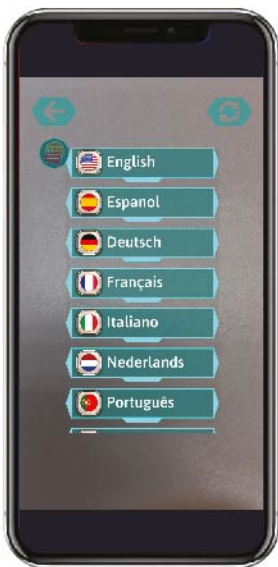 English
Espanol
Deutsch
Français
Italiano
Nederlands
Português